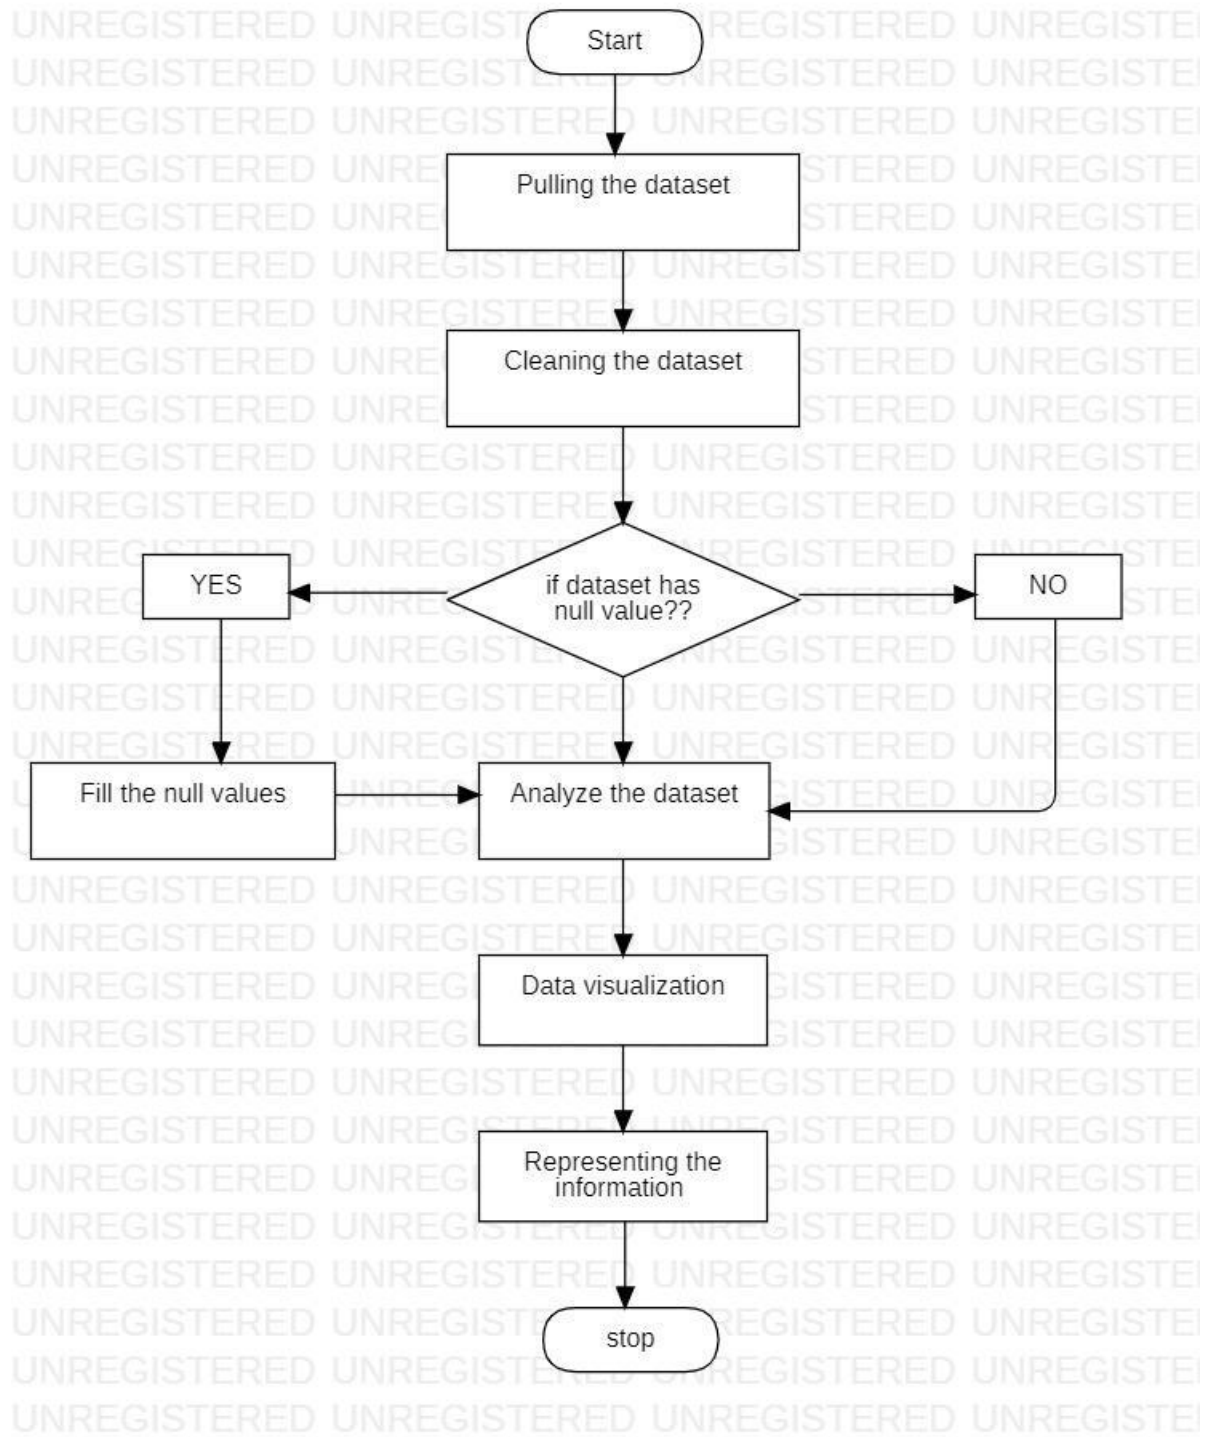 Start
Pulling the dataset
Cleaning the dataset
if dataset has
null value??
YES
NO
Fill the null values
Analyze the dataset
Data visualization
Representing the
information
stop
UNREGISTERED